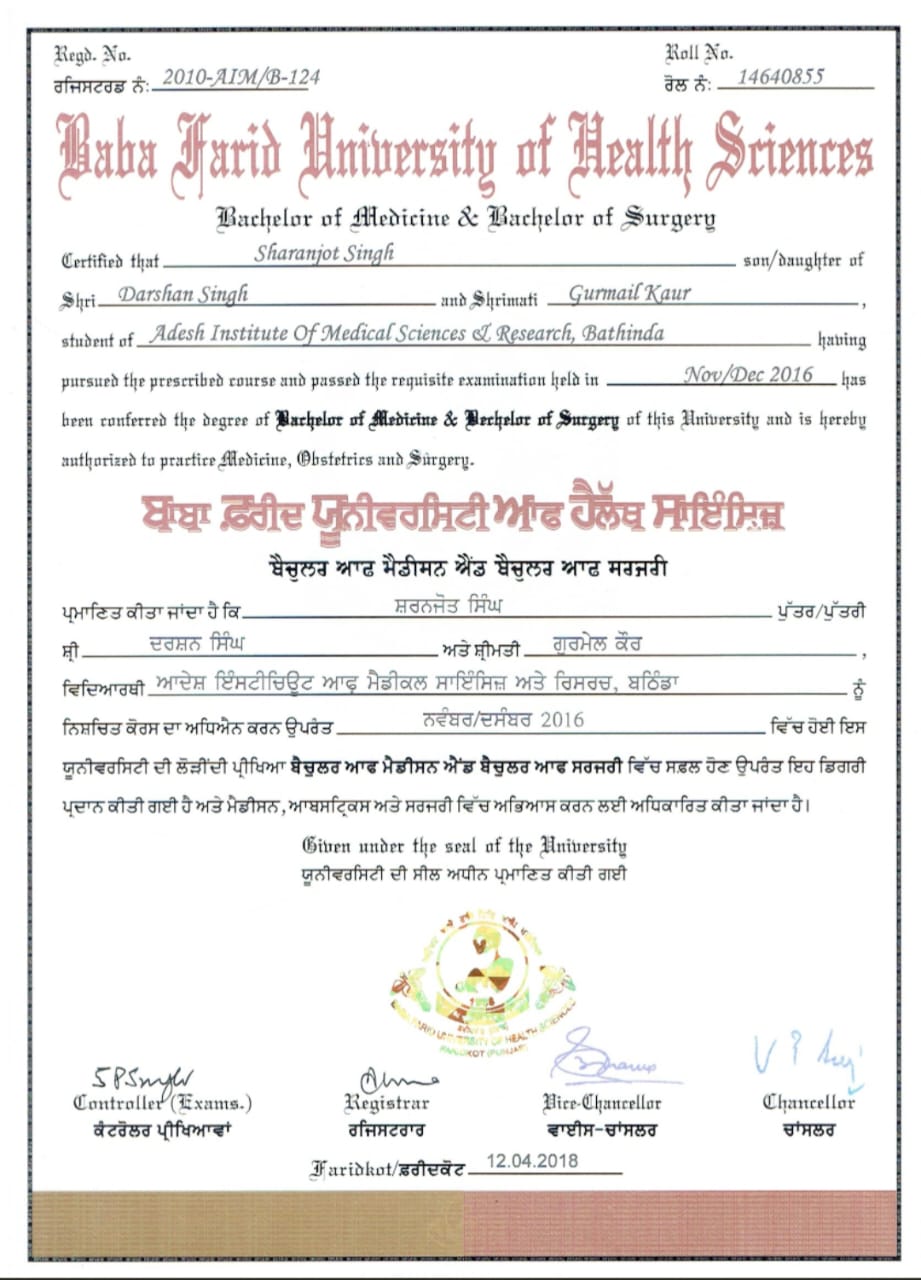 Regd. No.
ਰਜਿਸਟਰਡ ਨੰ: 2010-AIM/B-124
Roll No.
ਰੋਲ ਨੰ: 14640855
Baba Farid University of Health Sciences
Bachelor of Medicine & Bachelor of Surgery
Certified that Sharanjot Singh son/daughter of
Shri Darshan Singh and Shrimati Gurmail Kaur ,
student of Adesh Institute Of Medical Sciences & Research, Bathinda having
pursued the prescribed course and passed the requisite examination held in Nov/Dec 2016 has
been conferred the degree of Bachelor of Medicine & Bechelor of Surgery of this University and is hereby
authorized to practice Medicine, Obstetrics and Surgery.
ਬਾਬਾ ਫ਼ਰੀਦ ਯੂਨੀਵਰਸਿਟੀ ਆਫ ਹੈਲੱਥ ਸਾਇੰਸਿਜ਼
ਬੈਚੁਲਰ ਆਫ ਮੈਡੀਸਨ ਐਂਡ ਬੈਚੁਲਰ ਆਫ ਸਰਜਰੀ
ਪ੍ਰਮਾਣਿਤ ਕੀਤਾ ਜਾਂਦਾ ਹੈ ਕਿ ਸ਼ਰਨਜੋਤ ਸਿੰਘ ਪੁੱਤਰ/ਪੁੱਤਰੀ
ਸ਼੍ਰੀ ਦਰਸ਼ਨ ਸਿੰਘ ਅਤੇ ਸ਼੍ਰੀਮਤੀ ਗੁਰਮੇਲ ਕੌਰ ,
ਵਿਦਿਆਰਥੀ ਆਦੇਸ਼ ਇੰਸਟੀਚਿਊਟ ਆਫ ਮੈਡੀਕਲ ਸਾਇੰਸਿਜ਼ ਅਤੇ ਰਿਸਰਚ, ਬਠਿੰਡਾ ਨੂੰ
ਨਿਸ਼ਚਿਤ ਕੋਰਸ ਦਾ ਅਧਿਐਨ ਕਰਨ ਉਪਰੰਤ ਨਵੰਬਰ/ਦਸੰਬਰ 2016 ਵਿੱਚ ਹੋਈ ਇਸ
ਯੂਨੀਵਰਸਿਟੀ ਦੀ ਲੋੜੀਂਦੀ ਪ੍ਰੀਖਿਆ ਬੈਚੁਲਰ ਆਫ ਮੈਡੀਸਨ ਐਂਡ ਬੈਚੁਲਰ ਆਫ ਸਰਜਰੀ ਵਿੱਚ ਸਫ਼ਲ ਹੋਣ ਉਪਰੰਤ ਇਹ ਡਿਗਰੀ
ਪ੍ਰਦਾਨ ਕੀਤੀ ਗਈ ਹੈ ਅਤੇ ਮੈਡੀਸਨ, ਆਬਸਟ੍ਰਿਕਸ ਅਤੇ ਸਰਜਰੀ ਵਿੱਚ ਅਭਿਆਸ ਕਰਨ ਲਈ ਅਧਿਕਾਰਿਤ ਕੀਤਾ ਜਾਂਦਾ ਹੈ।
Given under the seal of the University
ਯੂਨੀਵਰਸਿਟੀ ਦੀ ਸੀਲ ਅਧੀਨ ਪ੍ਰਮਾਣਿਤ ਕੀਤੀ ਗਈ
BABA FARID UNIVERSITY OF HEALTH SCIENCES
FARIDKOT (PUNJAB)
Controller (Exams.)
ਕੰਟਰੋਲਰ ਪ੍ਰੀਖਿਆਵਾਂ
Registrar
ਰਜਿਸਟਰਾਰ
Vice-Chancellor
ਵਾਈਸ-ਚਾਂਸਲਰ
Chancellor
ਚਾਂਸਲਰ
Faridkot/ਫ਼ਰੀਦਕੋਟ 12.04.2018